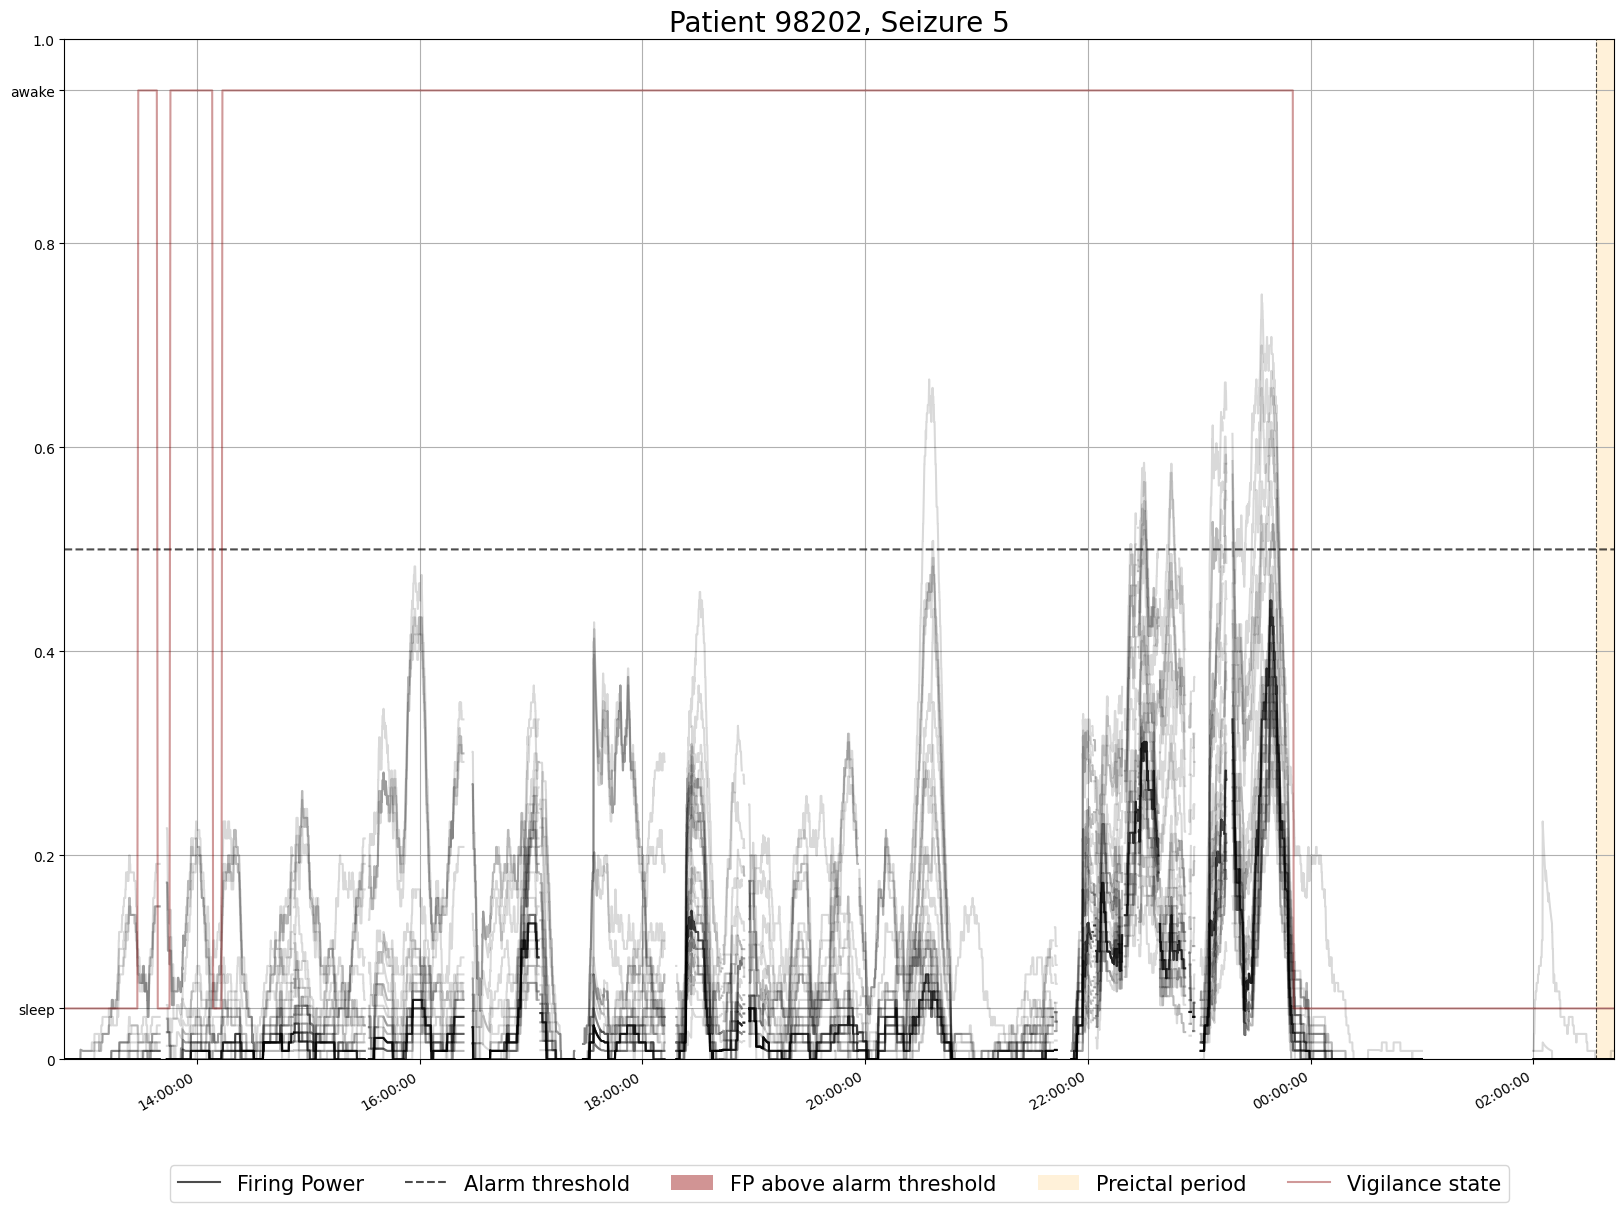 Patient 98202, Seizure 5
1.0
awake
0.8
0.6
0.4
0.2
sleep
0
14:00:00
16:00:00
18:00:00
20:00:00
22:00:00
00:00:00
02:00:00
Firing Power
Alarm threshold
FP above alarm threshold
Preictal period
Vigilance state